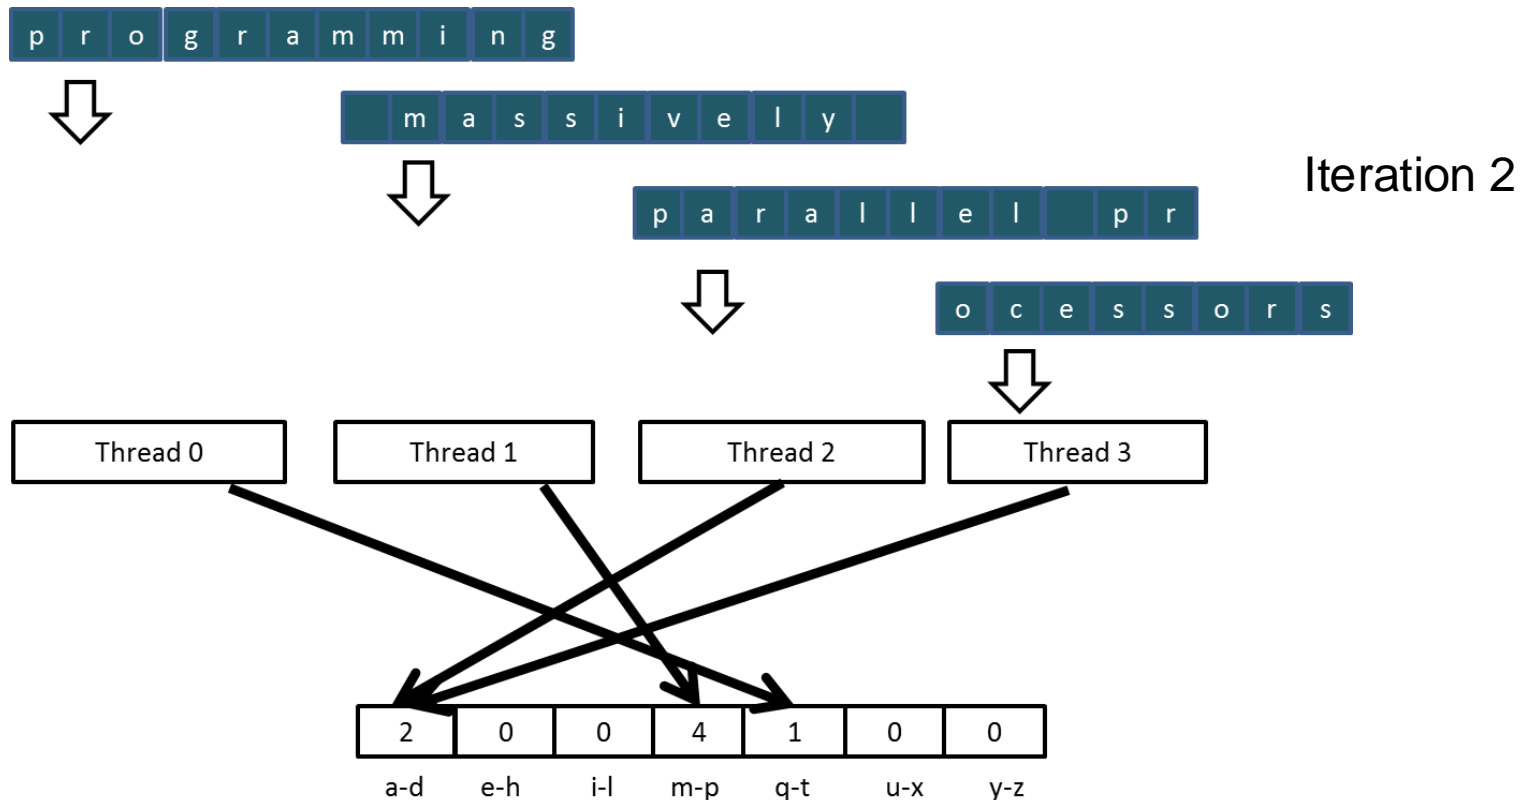 p r o g r a m m i n g
m a s s i v e l y
Iteration 2
p a r a l l e l p r
o c e s s o r s
Thread 0 Thread 1 Thread 2 Thread 3
2 0 0 4 1 0 0
a-d e-h i-l m-p q-t u-x y-z